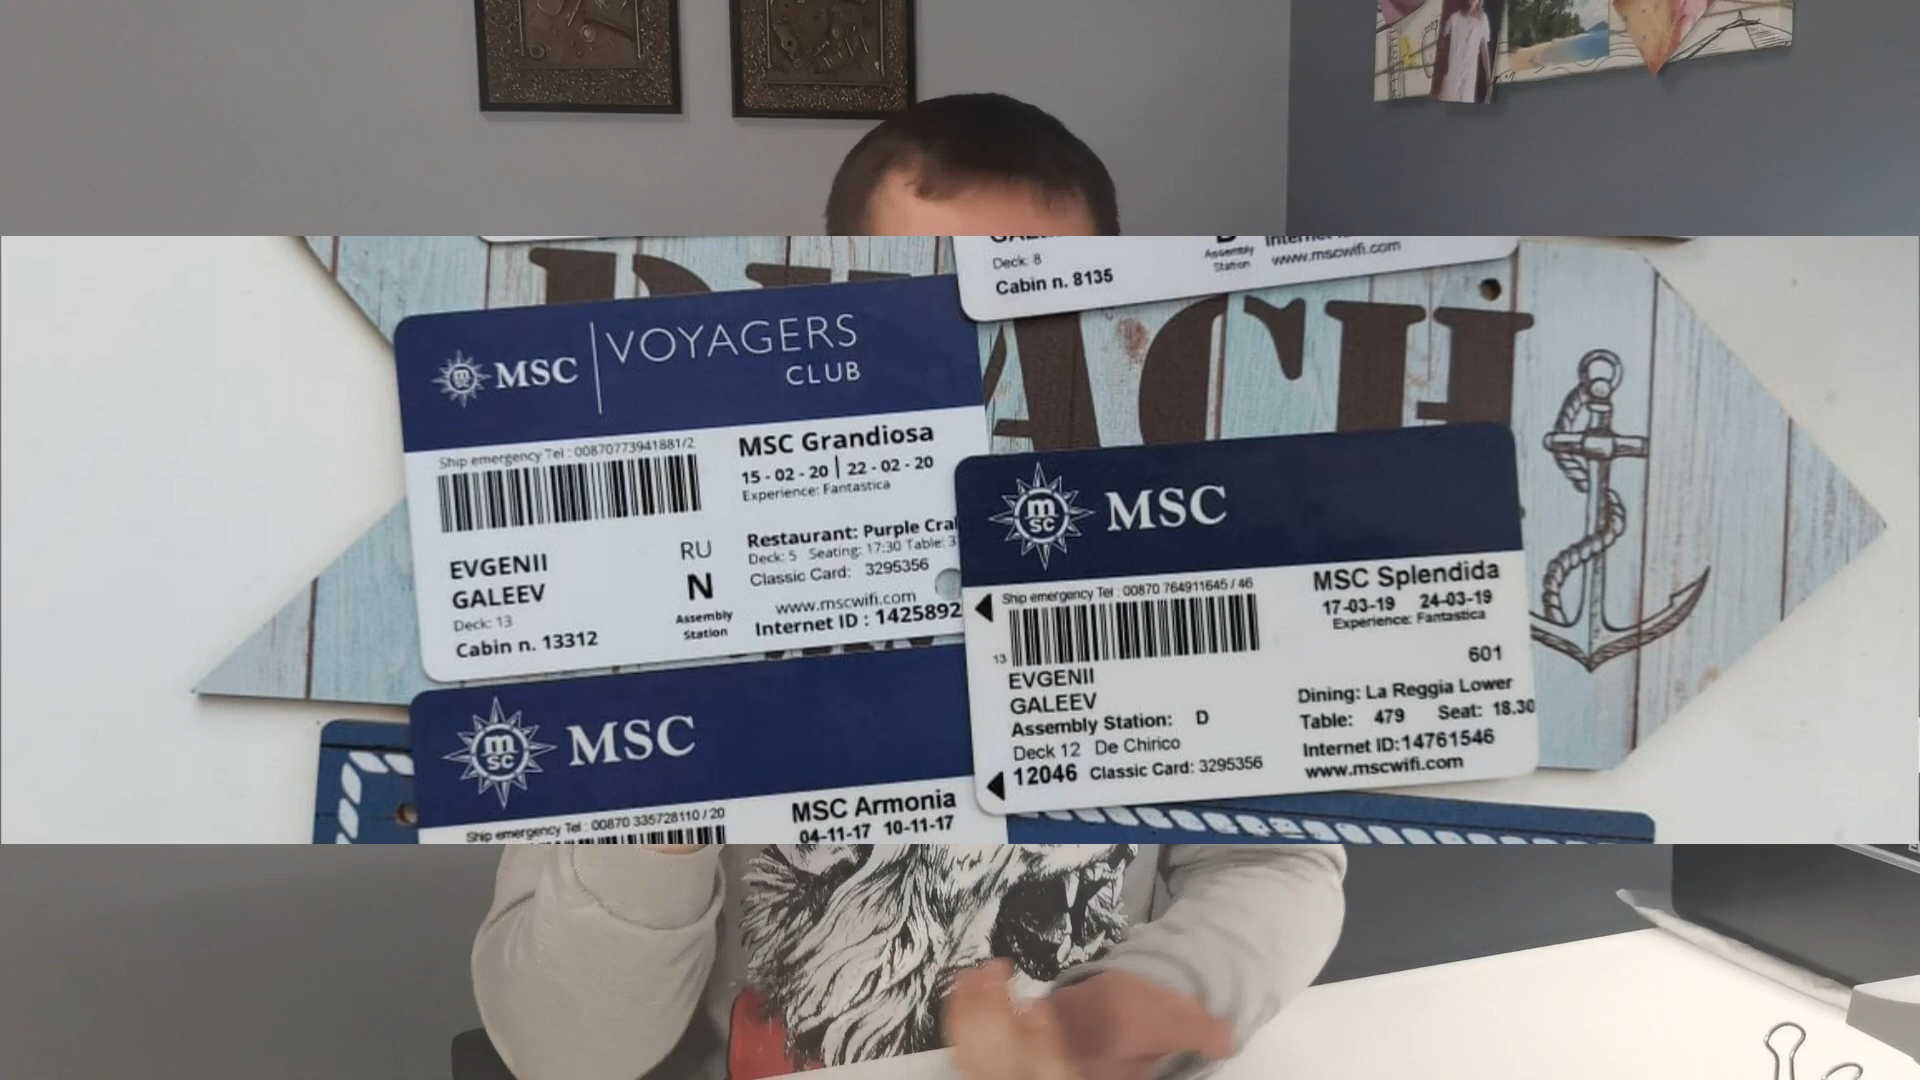 Deck: 8
Cabin n. 8135
Assembly
Station
www.mscwifi.com
BEACH
MSC
VOYAGERS
CLUB
Ship emergency Tel : 00870773941881/2
EVGENII
GALEEV
Deck: 13
Cabin n. 13312
RU
N
Assembly
Station
MSC Grandiosa
15 - 02 - 20 | 22 - 02 - 20
Experience: Fantastica
Restaurant: Purple
Deck: 5 Seating: 17:30 Table:
Classic Card: 3295356
www.mscwifi.com
Internet ID : 1425892
m
sc
MSC
Ship emergency Tel : 00870 764911645 / 46
13
EVGENII
GALEEV
Assembly Station: D
Deck 12 De Chirico
12046 Classic Card: 3295356
MSC Splendida
17-03-19 24-03-19
Experience: Fantastica
601
Dining: La Reggia Lower
Table: 479 Seat: 18.30
Internet ID:14761546
www.mscwifi.com
m
sc
MSC
Ship emergency Tel : 00870 335728110 / 20
MSC Armonia
04-11-17 10-11-17